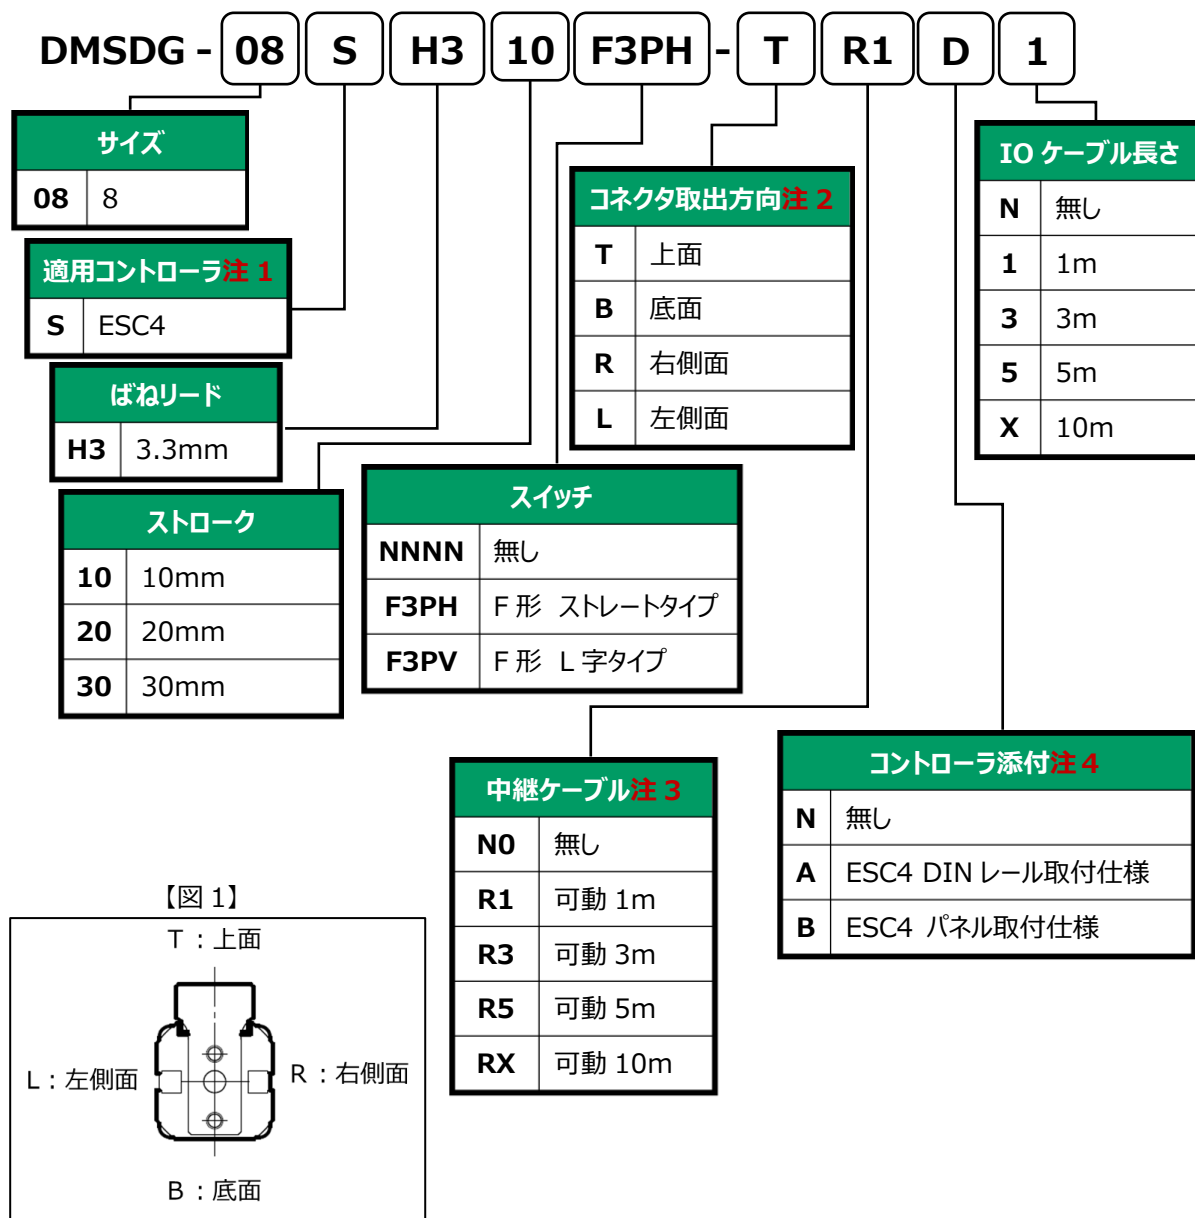 DMSDG - 08 S H3 10 F3PH - T R1 D 1
サイズ
08 8
適用コントローラ注 1
S ESC4
ばねリード
H3 3.3mm
ストローク
10 10mm
20 20mm
30 30mm
スイッチ
NNNN 無し
F3PH F 形 ストレートタイプ
F3PV F 形 L 字タイプ
コネクタ取出方向注 2
T 上面
B 底面
R 右側面
L 左側面
IO ケーブル長さ
N 無し
1 1m
3 3m
5 5m
X 10m
中継ケーブル注 3
N0 無し
R1 可動 1m
R3 可動 3m
R5 可動 5m
RX 可動 10m
コントローラ添付注 4
N 無し
A ESC4 DIN レール取付仕様
B ESC4 パネル取付仕様
【図 1】
T : 上面
L : 左側面
R : 右側面
B : 底面